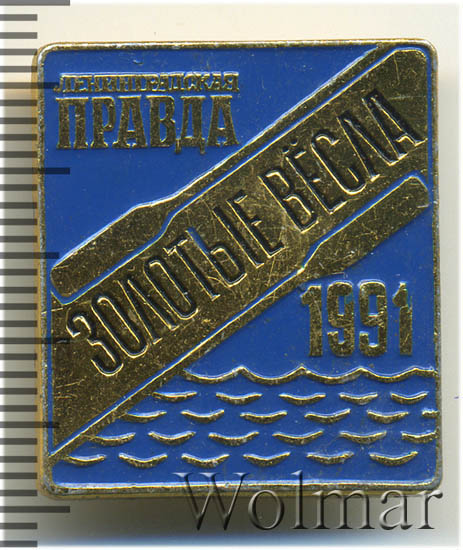 ЛЕНИНГРАДСКАЯ
ПРАВДА
ЗОЛОТЫЕ ВЁСЛА
1991
Wolmar